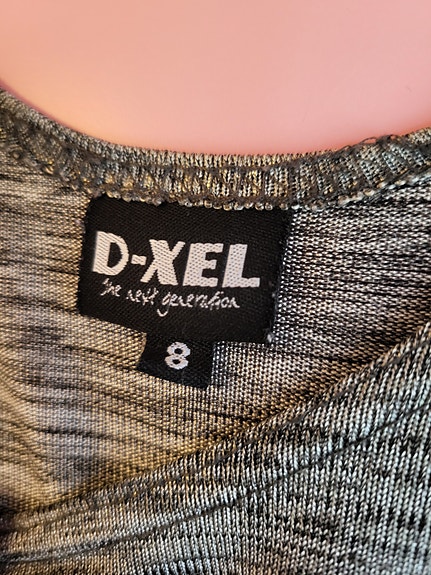 D-XEL
the next generation
8